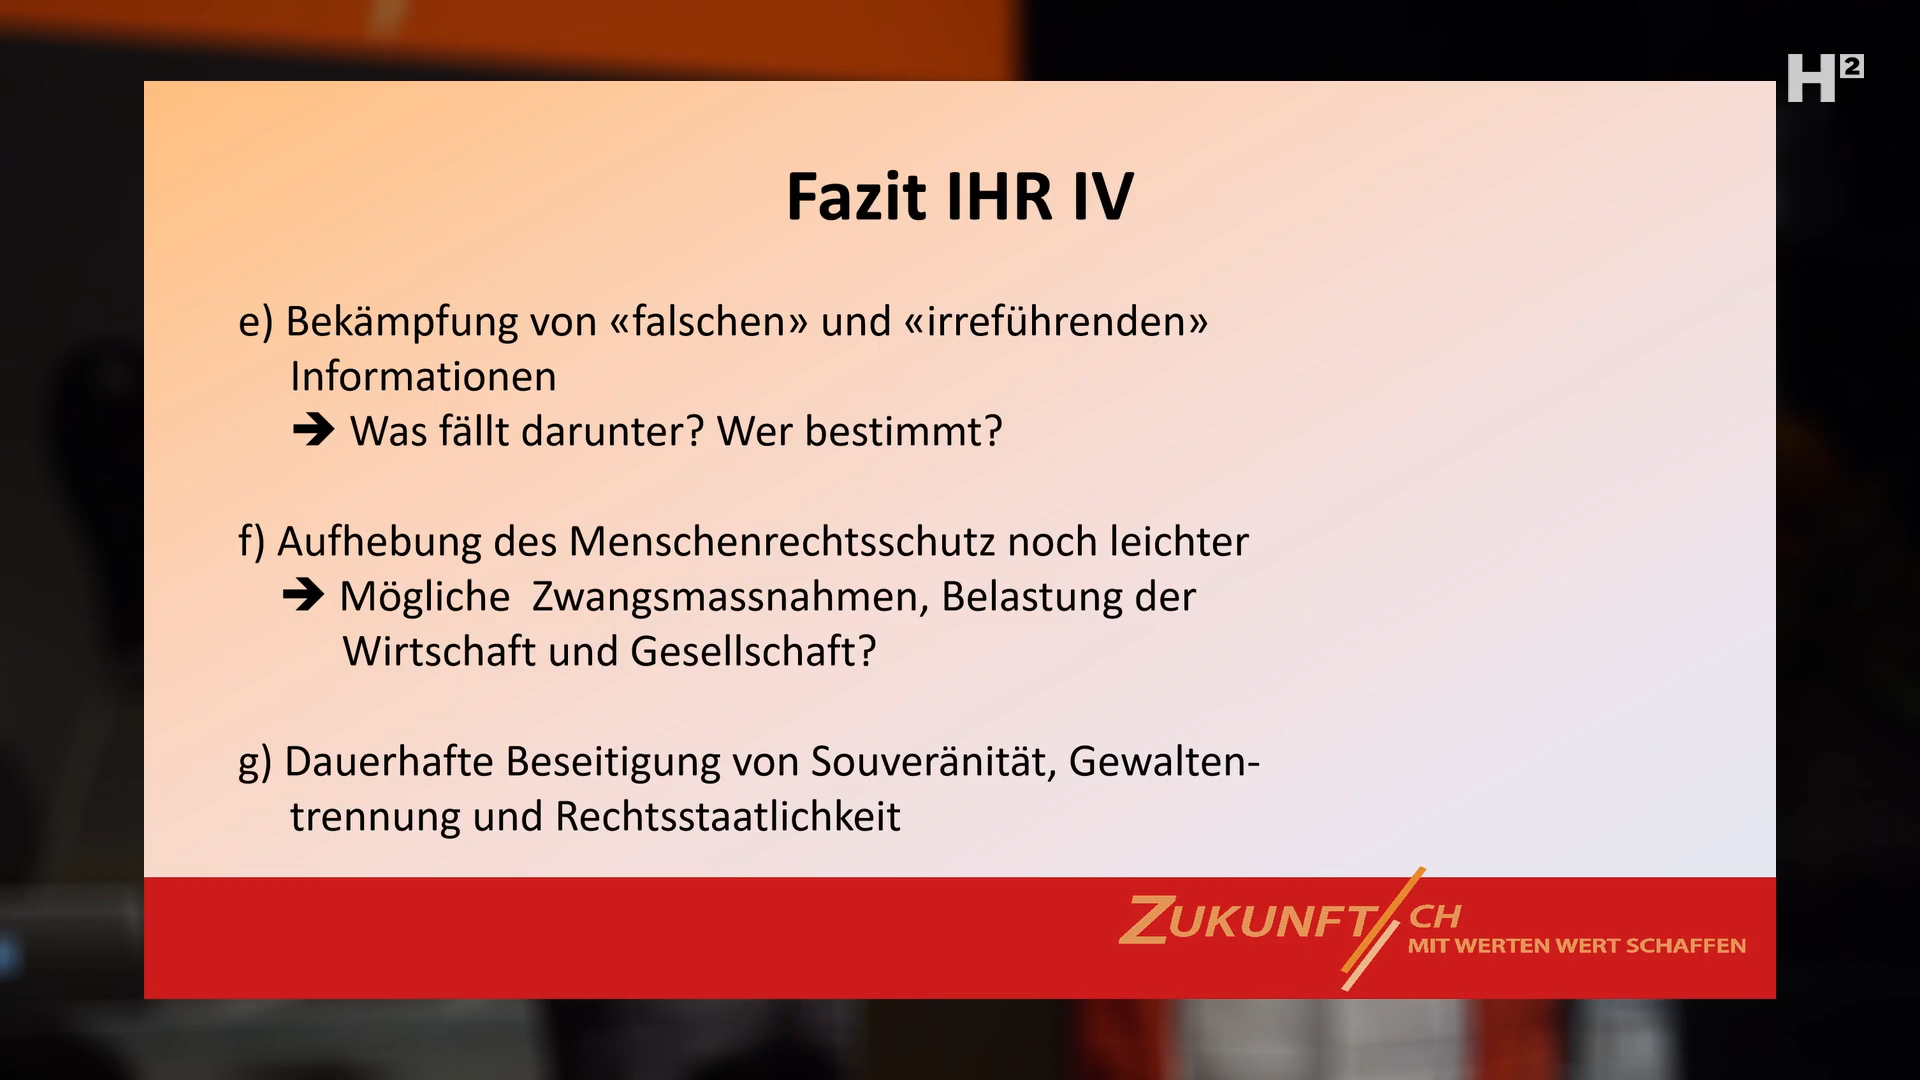 H²
Fazit IHR IV
e) Bekämpfung von «falschen» und «irreführenden»
Informationen
➔ Was fällt darunter? Wer bestimmt?
f) Aufhebung des Menschenrechtsschutz noch leichter
➔ Mögliche  Zwangsmassnahmen, Belastung der
Wirtschaft und Gesellschaft?
g) Dauerhafte Beseitigung von Souveränität, Gewalten-
trennung und Rechtsstaatlichkeit
ZUKUNFT CH
MIT WERTEN WERT SCHAFFEN